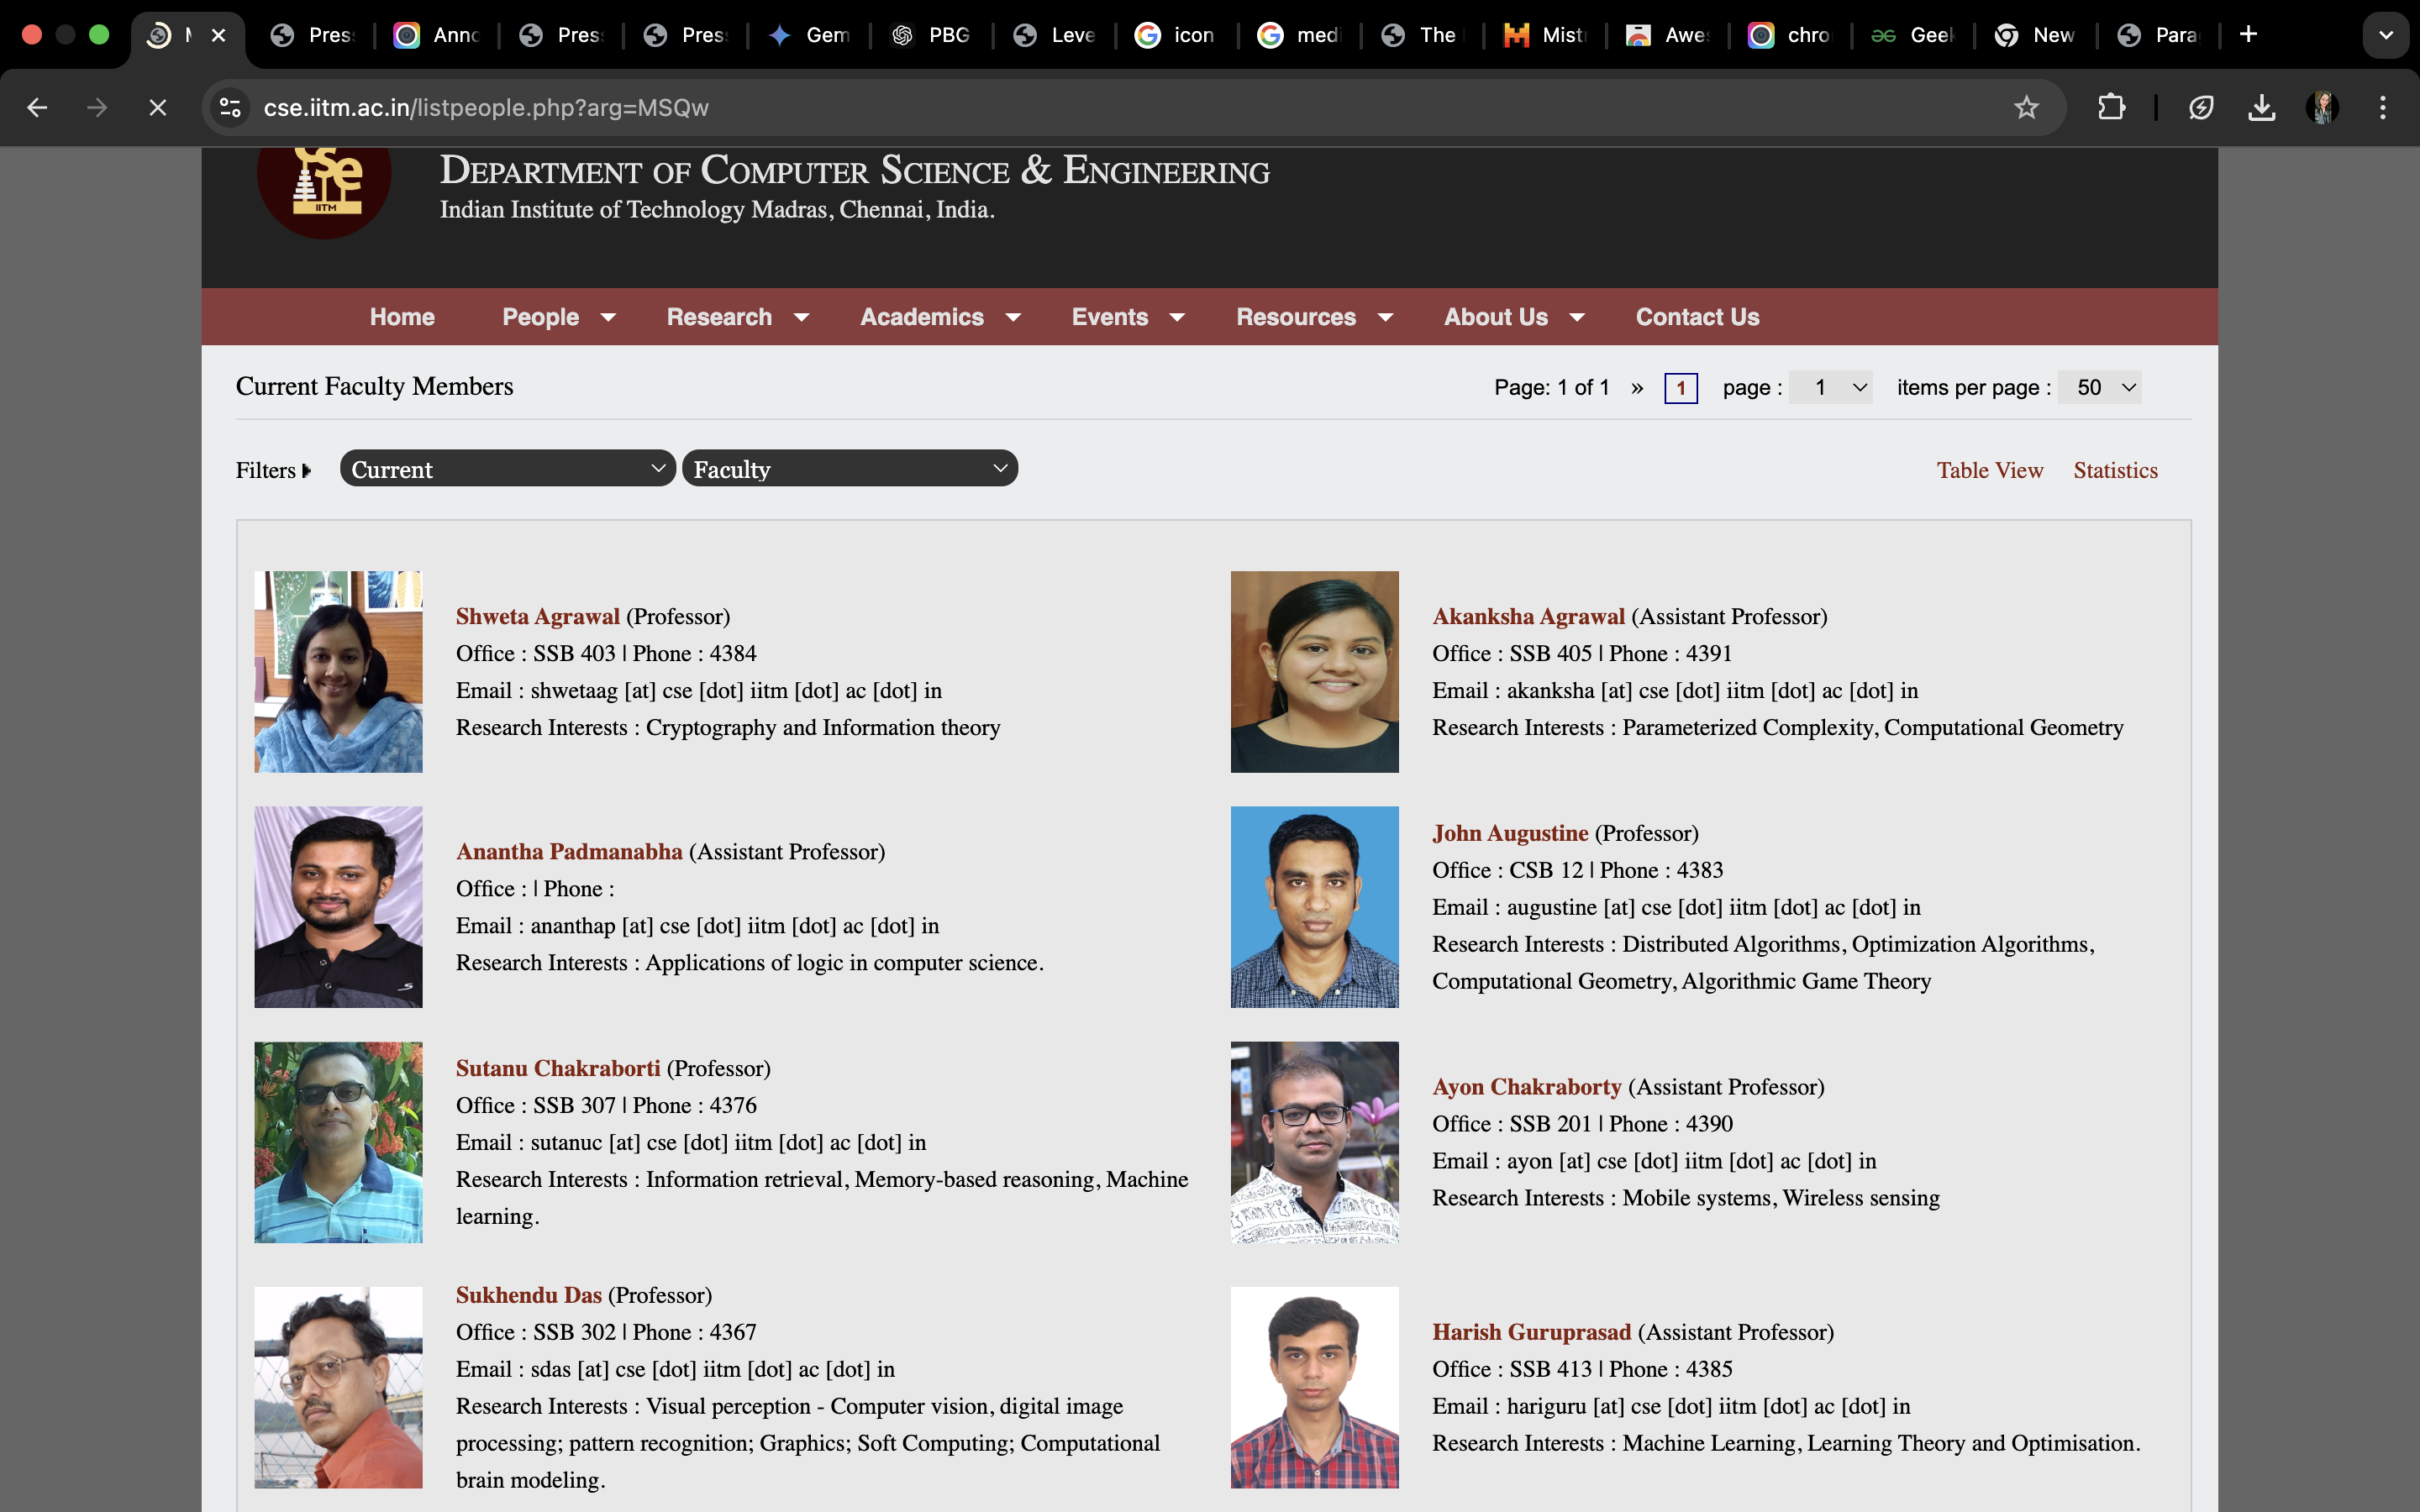 N
Pres
Anno
Pres
Pres
Gem
PBG
Leve
icon
med
The
Mist
Awe
chro
Geek
New
Para
cse.iitm.ac.in/listpeople.php?arg=MSQw
cse
IITM
Department of Computer Science & Engineering
Indian Institute of Technology Madras, Chennai, India.
Home People Research Academics Events Resources About Us Contact Us
Current Faculty Members
Page: 1 of 1 » 1 page : 1 items per page : 50
Filters Current Faculty
Table View Statistics
Shweta Agrawal (Professor)
Office : SSB 403 | Phone : 4384
Email : shwetaag [at] cse [dot] iitm [dot] ac [dot] in
Research Interests : Cryptography and Information theory
Akanksha Agrawal (Assistant Professor)
Office : SSB 405 | Phone : 4391
Email : akanksha [at] cse [dot] iitm [dot] ac [dot] in
Research Interests : Parameterized Complexity, Computational Geometry
Anantha Padmanabha (Assistant Professor)
Office : | Phone :
Email : ananthap [at] cse [dot] iitm [dot] ac [dot] in
Research Interests : Applications of logic in computer science.
John Augustine (Professor)
Office : CSB 12 | Phone : 4383
Email : augustine [at] cse [dot] iitm [dot] ac [dot] in
Research Interests : Distributed Algorithms, Optimization Algorithms,
Computational Geometry, Algorithmic Game Theory
Sutanu Chakraborti (Professor)
Office : SSB 307 | Phone : 4376
Email : sutanuc [at] cse [dot] iitm [dot] ac [dot] in
Research Interests : Information retrieval, Memory-based reasoning, Machine
learning.
Ayon Chakraborty (Assistant Professor)
Office : SSB 201 | Phone : 4390
Email : ayon [at] cse [dot] iitm [dot] ac [dot] in
Research Interests : Mobile systems, Wireless sensing
Sukhendu Das (Professor)
Office : SSB 302 | Phone : 4367
Email : sdas [at] cse [dot] iitm [dot] ac [dot] in
Research Interests : Visual perception - Computer vision, digital image
processing; pattern recognition; Graphics; Soft Computing; Computational
brain modeling.
Harish Guruprasad (Assistant Professor)
Office : SSB 413 | Phone : 4385
Email : hariguru [at] cse [dot] iitm [dot] ac [dot] in
Research Interests : Machine Learning, Learning Theory and Optimisation.